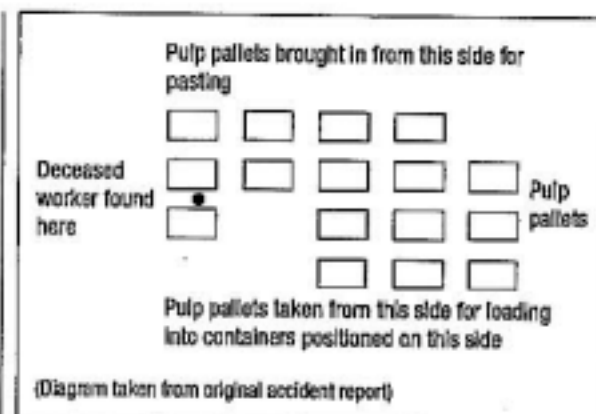 Pulp pallets brought in from this side for
pasting
Deceased
worker found
here
Pulp
pallets
Pulp pallets taken from this side for loading
into containers positioned on this side
(Diagram taken from original accident report)